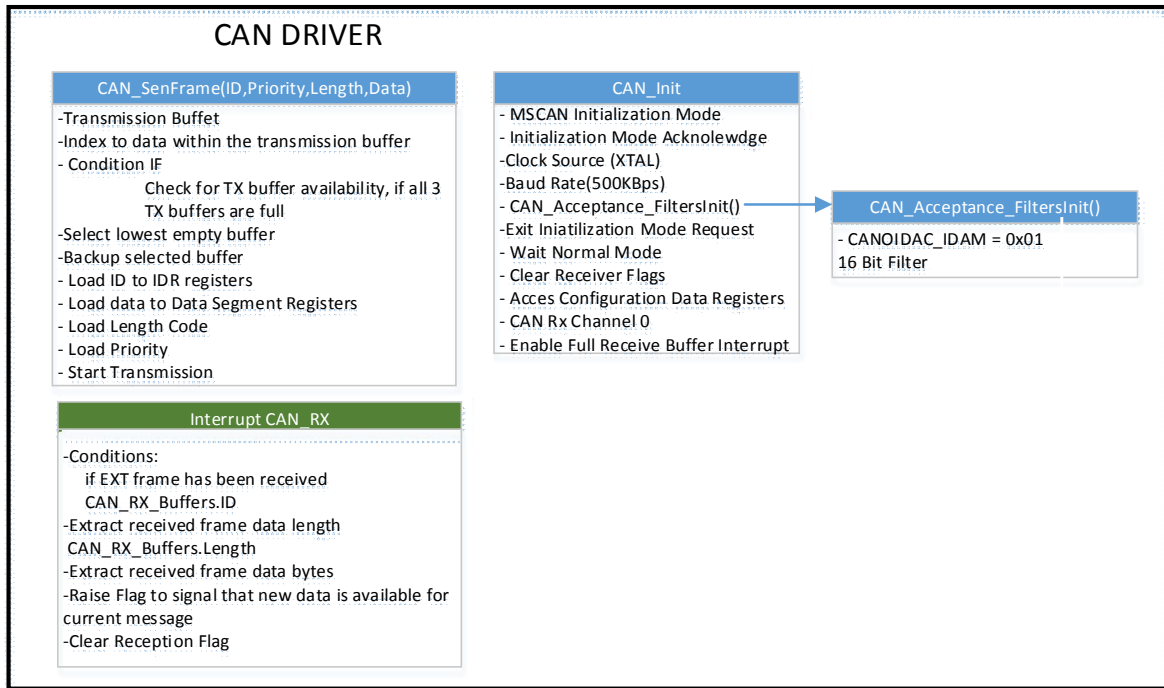 CAN DRIVER
CAN_SenFrame(ID,Priority,Length,Data)
-Transmission Buffet
-Index to data within the transmission buffer
- Condition IF
Check for TX buffer availability, if all 3
TX buffers are full
-Select lowest empty buffer
-Backup selected buffer
- Load ID to IDR registers
- Load data to Data Segment Registers
- Load Length Code
- Load Priority
- Start Transmission
CAN_Init
- MSCAN Initialization Mode
- Initialization Mode Acknolewdge
-Clock Source (XTAL)
-Baud Rate(500KBps)
- CAN_Acceptance_FiltersInit()
-Exit Iniatilization Mode Request
- Wait Normal Mode
- Clear Receiver Flags
- Acces Configuration Data Registers
- CAN Rx Channel 0
- Enable Full Receive Buffer Interrupt
CAN_Acceptance_FiltersInit()
- CANOIDAC_IDAM = 0x01
16 Bit Filter
Interrupt CAN_RX
-Conditions:
if EXT frame has been received
CAN_RX_Buffers.ID
-Extract received frame data length
CAN_RX_Buffers.Length
-Extract received frame data bytes
-Raise Flag to signal that new data is available for
current message
-Clear Reception Flag